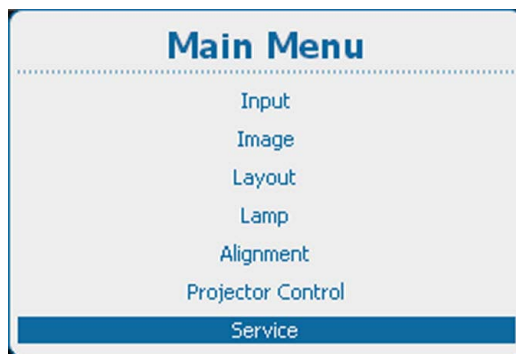 Main Menu
Input
Image
Layout
Lamp
Alignment
Projector Control
Service